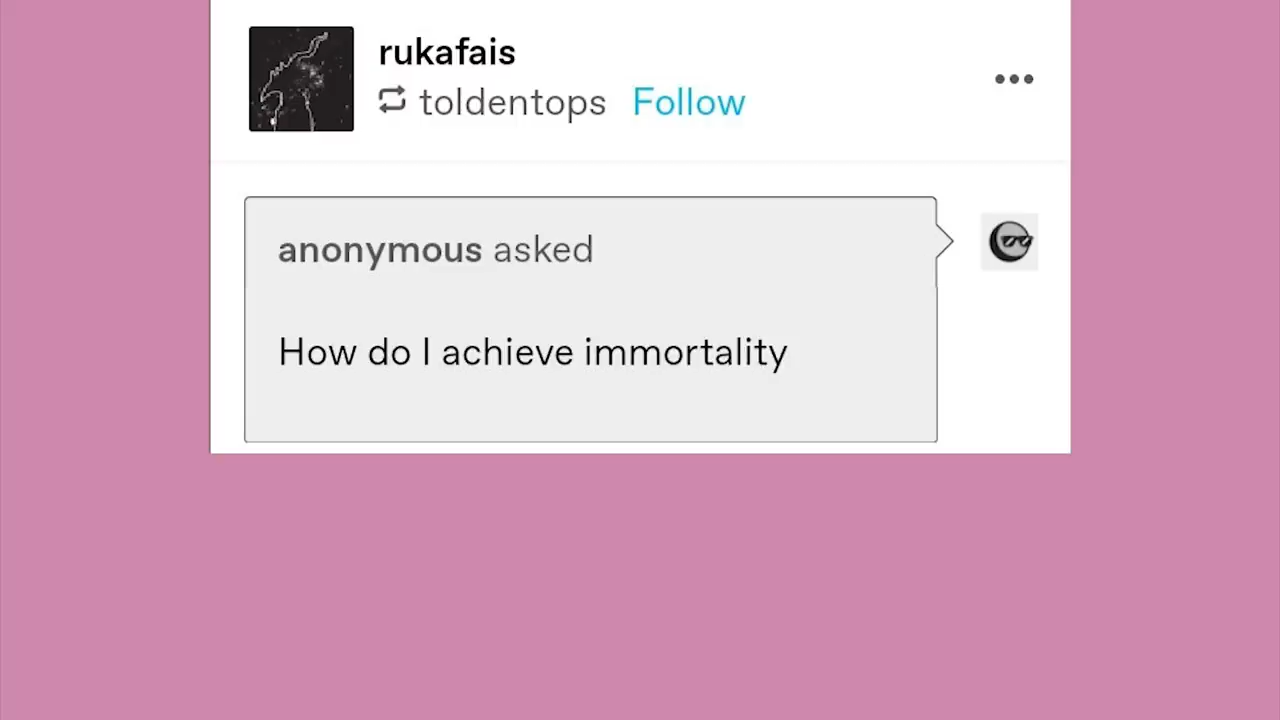 rukafais
toldentops Follow
anonymous asked
How do I achieve immortality